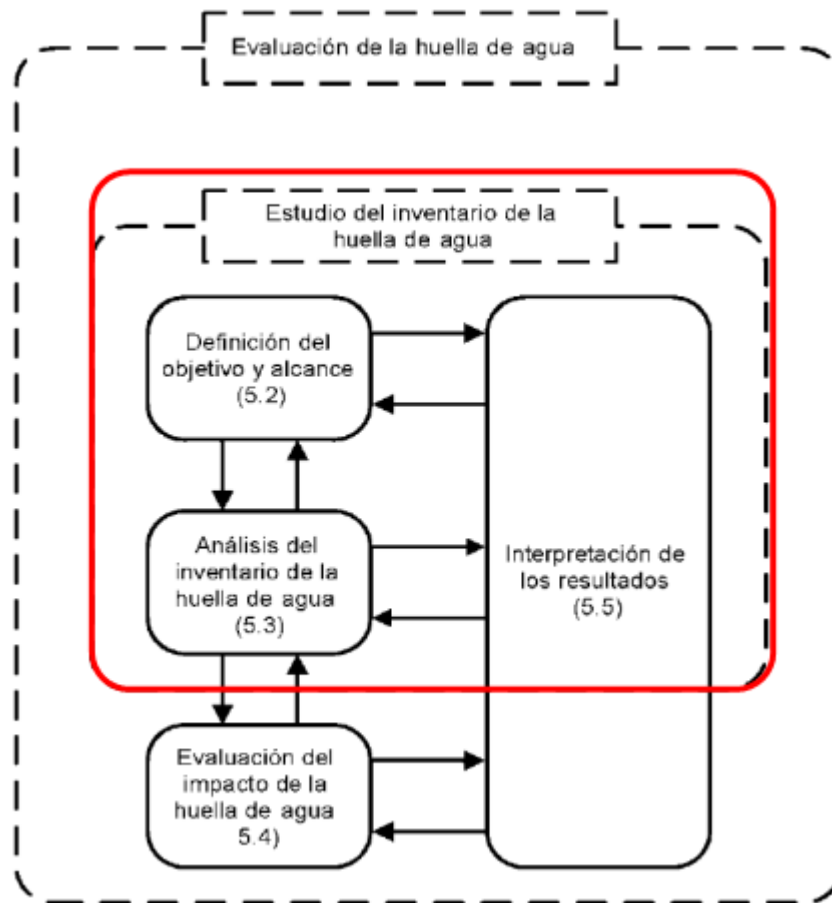 Evaluación de la huella de agua
Estudio del inventario de la
huella de agua
Definición del
objetivo y alcance
(5.2)
Análisis del
inventario de la
huella de agua
(5.3)
Interpretación de
los resultados
(5.5)
Evaluación del
impacto de la
huella de agua
5.4)